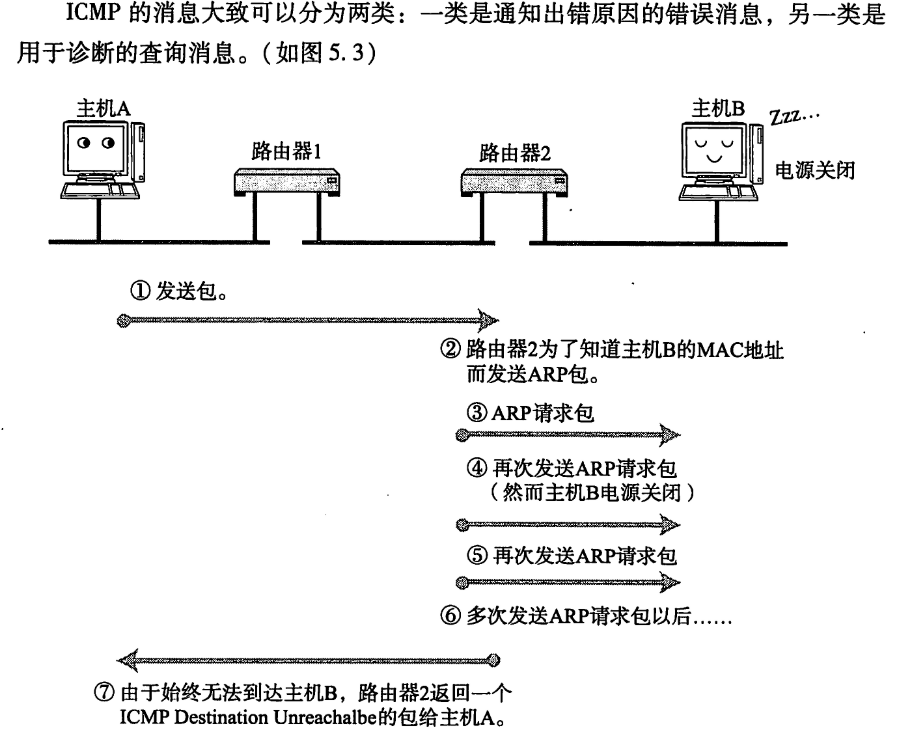 ICMP 的消息大致可以分为两类：一类是通知出错原因的错误消息，另一类是
用于诊断的查询消息。（如图 5.3）
主机A
主机B
Zzz...
路由器1
路由器2
电源关闭
① 发送包。
② 路由器2为了知道主机B的MAC地址
而发送ARP包。
③ ARP请求包
④ 再次发送ARP请求包
（然而主机B电源关闭）
⑤ 再次发送ARP请求包
⑥ 多次发送ARP请求包以后……
⑦ 由于始终无法到达主机B，路由器2返回一个
ICMP Destination Unreachalbe的包给主机A。